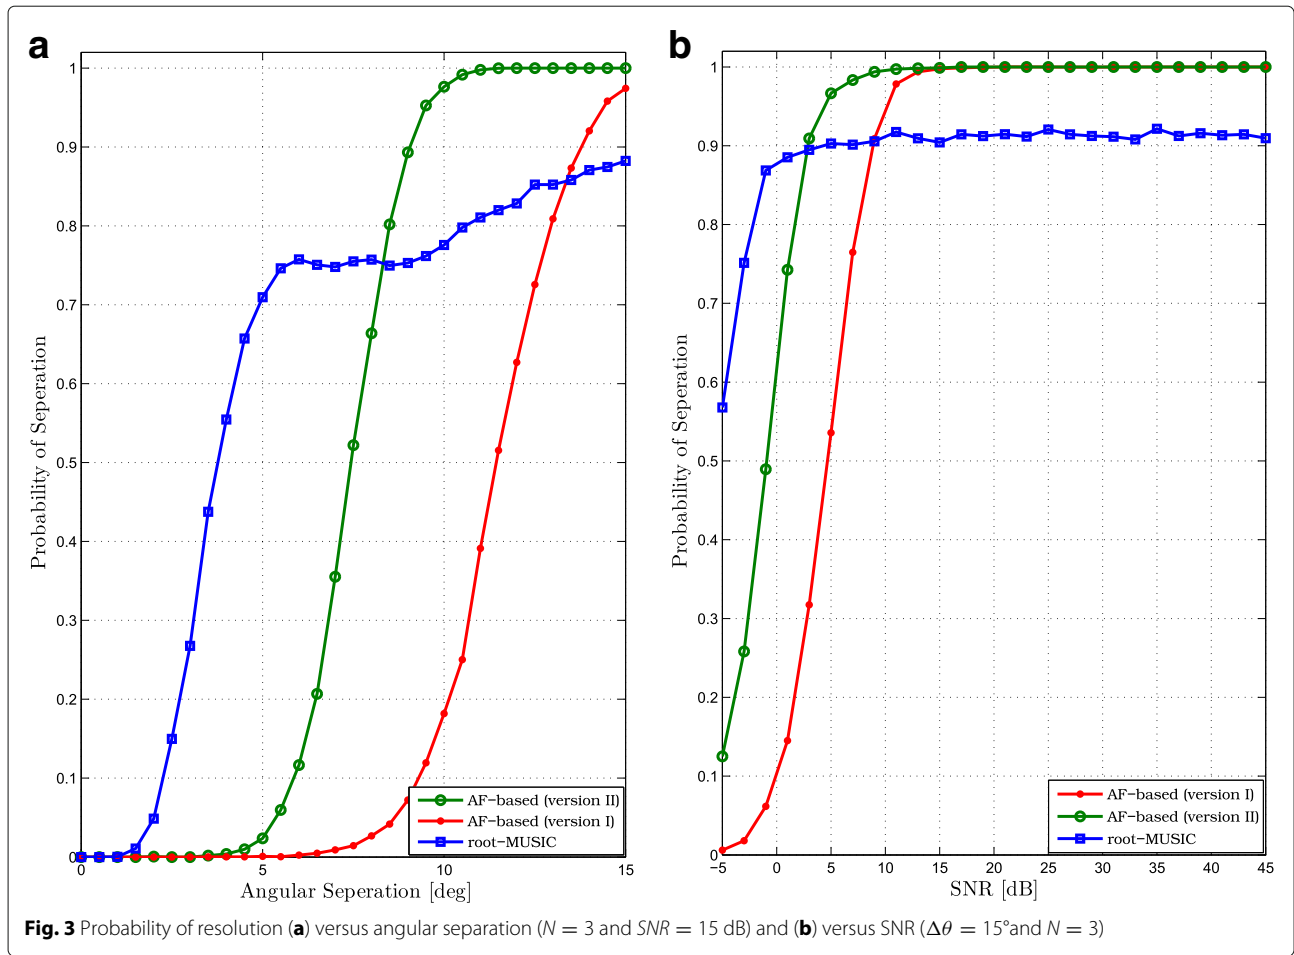 a
1
0.9
0.8
0.7
0.6
0.5
0.4
0.3
0.2
0.1
0
0
5
10
15
Probability of Seperation
Angular Seperation [deg]
AF−based (version II)
AF−based (version I)
root−MUSIC
b
1
0.9
0.8
0.7
0.6
0.5
0.4
0.3
0.2
0.1
0
−5
0
5
10
15
20
25
30
35
40
45
Probability of Seperation
SNR [dB]
AF−based (version I)
AF−based (version II)
root−MUSIC
Fig. 3 Probability of resolution (a) versus angular separation (N = 3 and SNR = 15 dB) and (b) versus SNR (Δθ = 15°and N = 3)